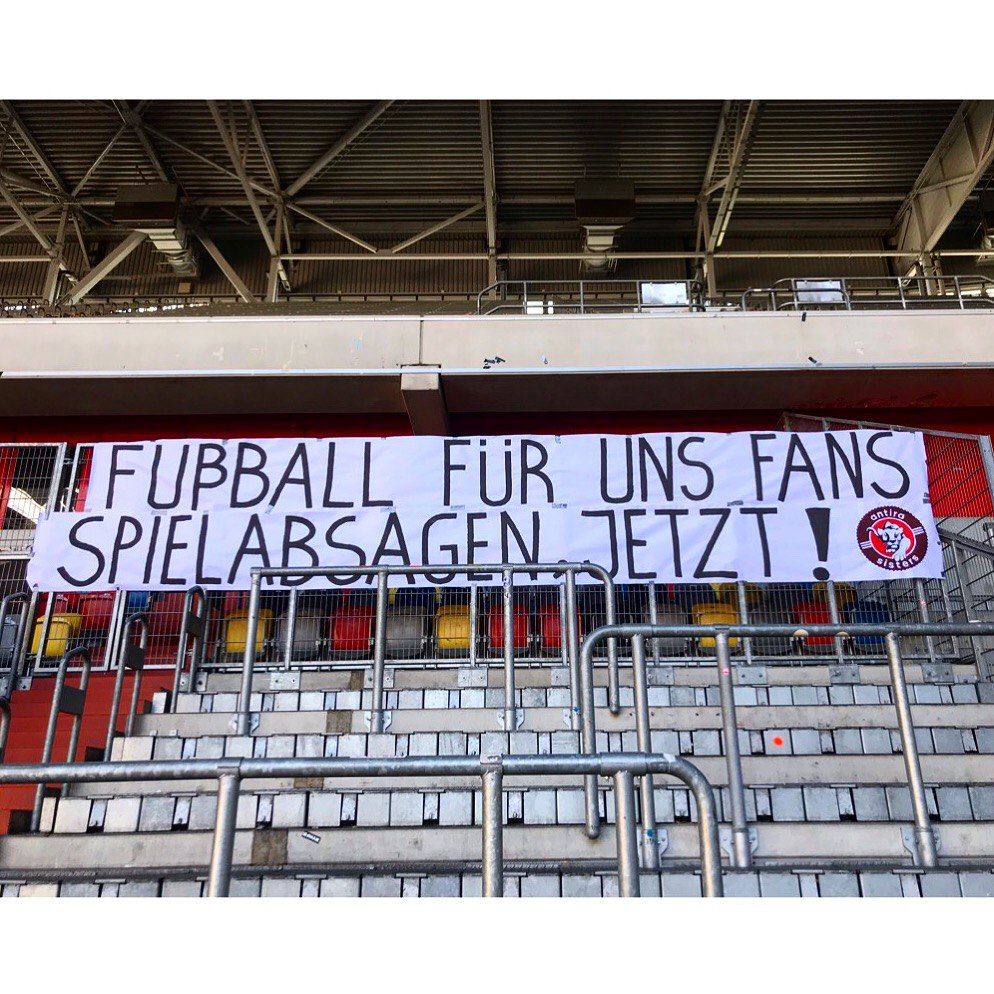 FUßBALL FÜR UNS FANS
SPIELABSAGEN JETZT!
antira
sisters